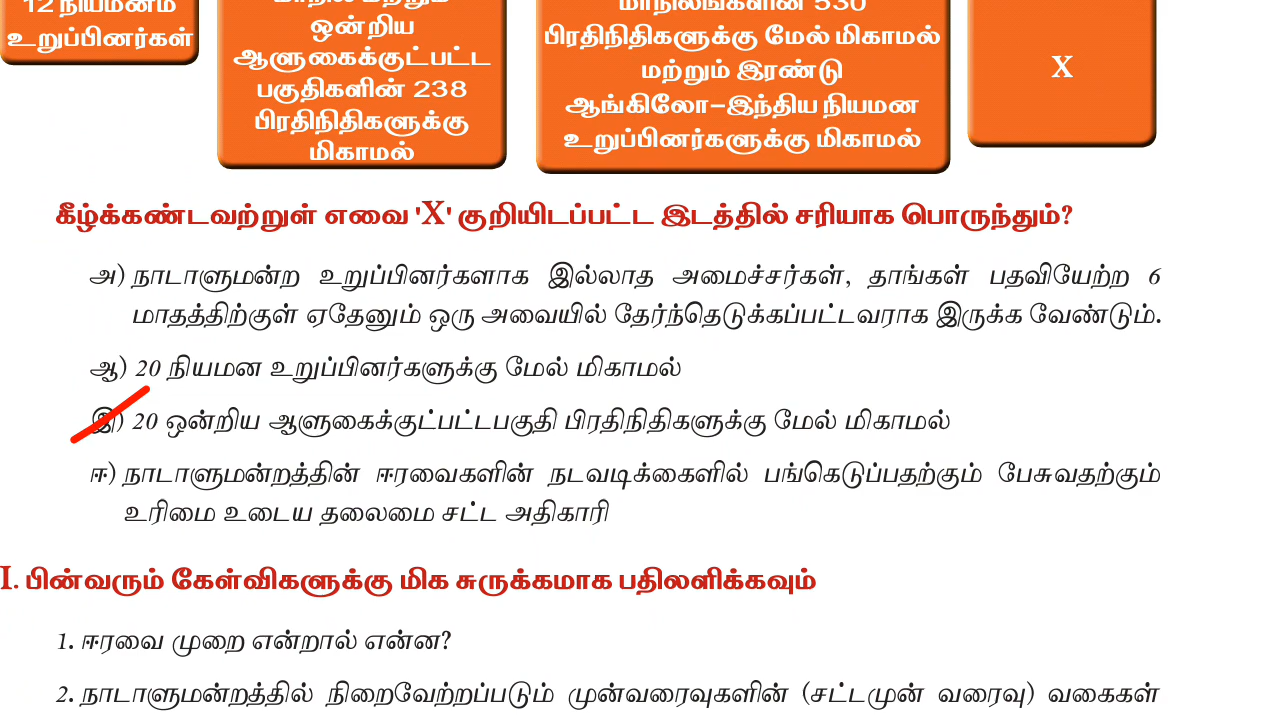 12 நியமனம்
உறுப்பினர்கள்
மாநில மற்றும்
ஒன்றிய
ஆளுகைக்குட்பட்ட
பகுதிகளின் 238
பிரதிநிதிகளுக்கு
மிகாமல்
மாநிலங்களின் 530
பிரதிநிதிகளுக்கு மேல் மிகாமல்
மற்றும் இரண்டு
ஆங்கிலோ–இந்திய நியமன
உறுப்பினர்களுக்கு மிகாமல்
X
கீழ்க்கண்டவற்றுள் எவை 'X' குறியிடப்பட்ட இடத்தில் சரியாக பொருந்தும்?
அ) நாடாளுமன்ற உறுப்பினர்களாக இல்லாத அமைச்சர்கள், தாங்கள் பதவியேற்ற 6
மாதத்திற்குள் ஏதேனும் ஒரு அவையில் தேர்ந்தெடுக்கப்பட்டவராக இருக்க வேண்டும்.
ஆ) 20 நியமன உறுப்பினர்களுக்கு மேல் மிகாமல்
இ) 20 ஒன்றிய ஆளுகைக்குட்பட்டபகுதி பிரதிநிதிகளுக்கு மேல் மிகாமல்
ஈ) நாடாளுமன்றத்தின் ஈரவைகளின் நடவடிக்கைகளில் பங்கெடுப்பதற்கும் பேசுவதற்கும்
உரிமை உடைய தலைமை சட்ட அதிகாரி
I. பின்வரும் கேள்விகளுக்கு மிக சுருக்கமாக பதிலளிக்கவும்
1. ஈரவை முறை என்றால் என்ன?
2. நாடாளுமன்றத்தில் நிறைவேற்றப்படும் முன்வரைவுகளின் (சட்டமுன் வரைவு) வகைகள்